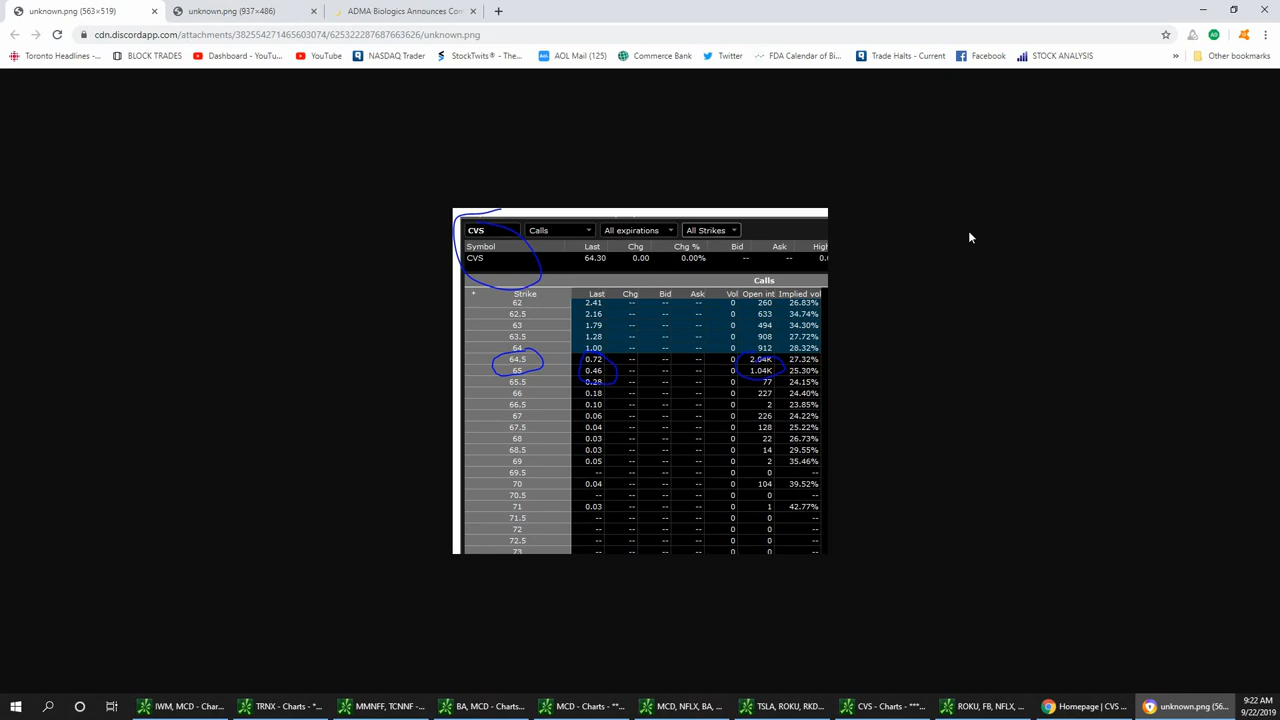 unknown.png (563×519) unknown.png (937×486) ADMA Biologics Announces Con
cdn.discordapp.com/attachments/382554271465603074/625322287687663626/unknown.png
Toronto Headlines -... BLOCK TRADES Dashboard - YouTu... YouTube NASDAQ Trader StockTwits® - The... AOL Mail (125) Commerce Bank Twitter FDA Calendar of Bi... Trade Halts - Current Facebook STOCK ANALYSIS » Other bookmarks
CVS Calls All expirations All Strikes
Symbol Last Chg Chg % Bid Ask High
CVS 64.30 0.00 0.00% -- -- 0.
Calls
* Strike Last Chg Bid Ask Vol Open int Implied vol
62 2.41 -- -- -- 0 260 26.83%
62.5 2.16 -- -- -- 0 633 34.74%
63 1.79 -- -- -- 0 494 34.30%
63.5 1.28 -- -- -- 0 908 27.72%
64 1.00 -- -- -- 0 912 28.32%
64.5 0.72 -- -- -- 0 2.04K 27.32%
65 0.46 -- -- -- 0 1.04K 25.30%
65.5 0.28 -- -- -- 0 77 24.15%
66 0.18 -- -- -- 0 227 24.40%
66.5 0.10 -- -- -- 0 2 23.85%
67 0.06 -- -- -- 0 226 24.22%
67.5 0.04 -- -- -- 0 128 25.22%
68 0.03 -- -- -- 0 22 26.73%
68.5 0.03 -- -- -- 0 14 29.55%
69 0.05 -- -- -- 0 2 35.46%
69.5 -- -- -- -- 0 0 --
70 0.04 -- -- -- 0 104 39.52%
70.5 -- -- -- -- 0 0 --
71 0.03 -- -- -- 0 1 42.77%
71.5 -- -- -- -- 0 0 --
72 -- -- -- -- 0 0 --
72.5 -- -- -- -- 0 0 --
73 -- -- -- -- 0 0 --
IWM, MCD - Char... TRNX - Charts - *... MMNFF, TCNNF -... BA, MCD - Charts... MCD - Charts - **... MCD, NFLX, BA, ... TSLA, ROKU, RKD... CVS - Charts - ***... ROKU, FB, NFLX, ... Homepage | CVS ... unknown.png (56... 9:22 AM
9/22/2019